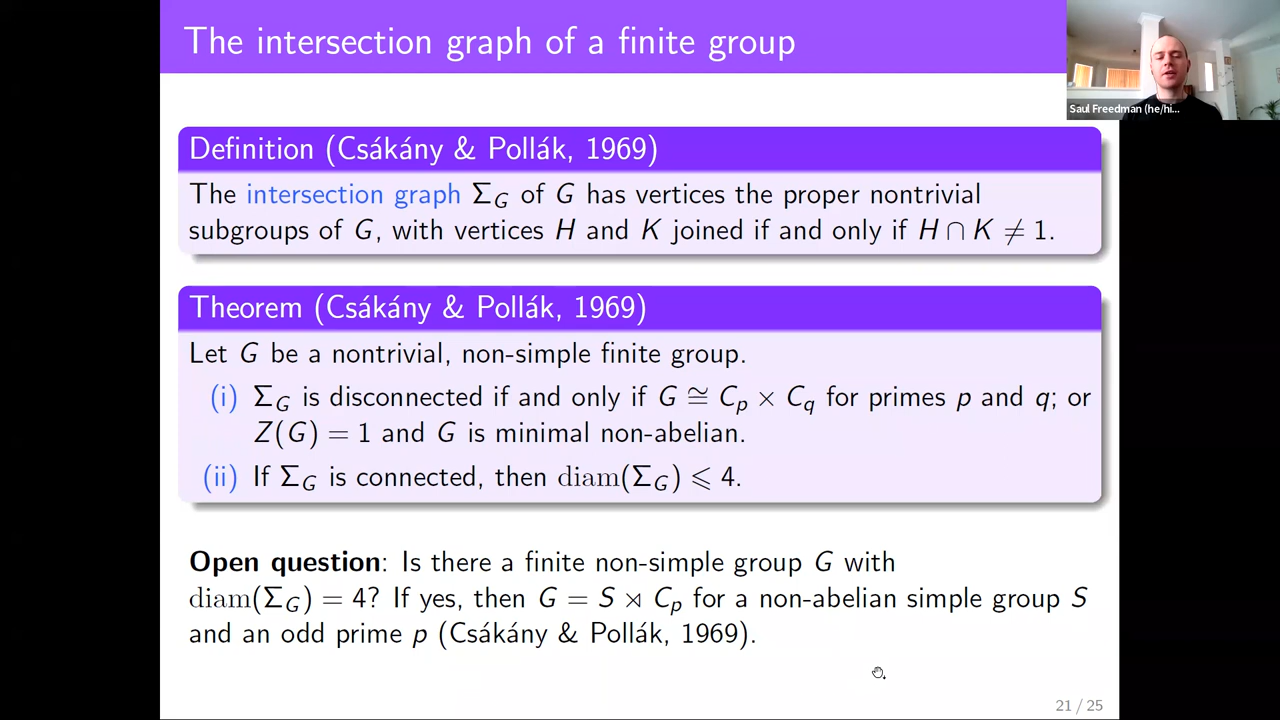 The intersection graph of a finite group
Saul Freedman (he/hi...
Definition (Csákány & Pollák, 1969)
The intersection graph Σ_G of G has vertices the proper nontrivial
subgroups of G, with vertices H and K joined if and only if H ∩ K ≠ 1.
Theorem (Csákány & Pollák, 1969)
Let G be a nontrivial, non-simple finite group.
(i) Σ_G is disconnected if and only if G ≅ C_p × C_q for primes p and q; or
Z(G) = 1 and G is minimal non-abelian.
(ii) If Σ_G is connected, then diam(Σ_G) ⩽ 4.
Open question: Is there a finite non-simple group G with
diam(Σ_G) = 4? If yes, then G = S ⋊ C_p for a non-abelian simple group S
and an odd prime p (Csákány & Pollák, 1969).
21 / 25